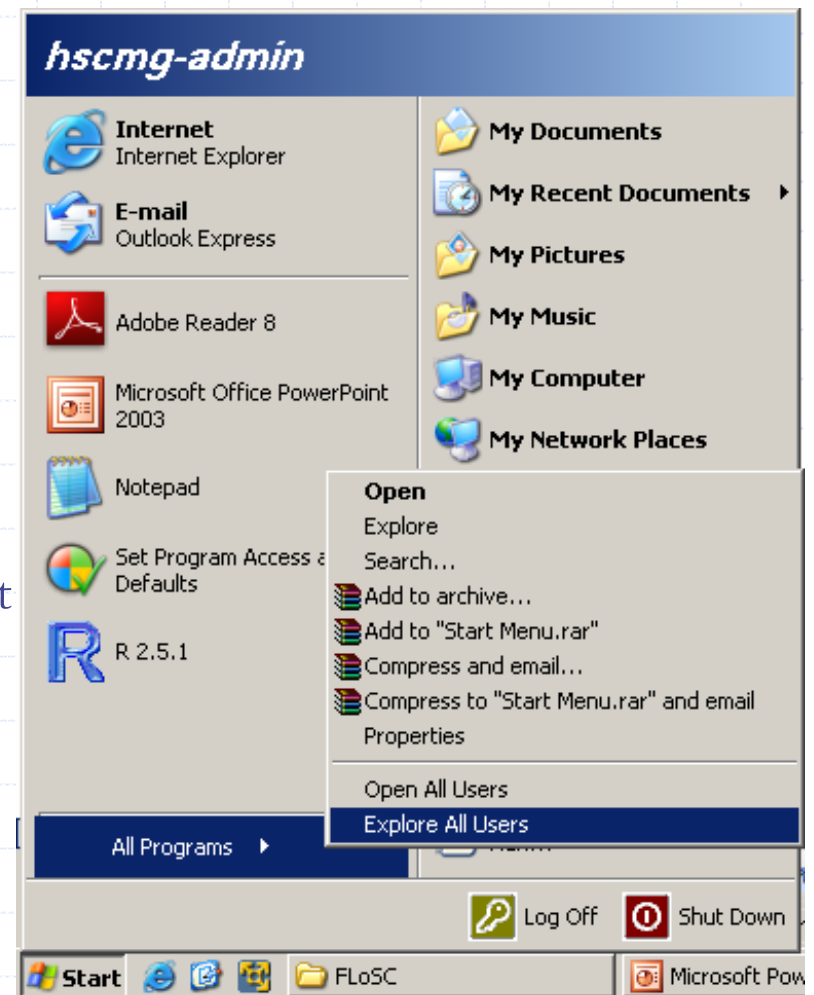 hscmg-admin
Internet
Internet Explorer
E-mail
Outlook Express
Adobe Reader 8
Microsoft Office PowerPoint
2003
Notepad
Set Program Access a
Defaults
t
R 2.5.1
All Programs
My Documents
My Recent Documents
My Pictures
My Music
My Computer
My Network Places
Open
Explore
Search...
Add to archive...
Add to "Start Menu.rar"
Compress and email...
Compress to "Start Menu.rar" and email
Properties
Open All Users
Explore All Users
Log Off
Shut Down
Start
FLoSC
Microsoft Pow